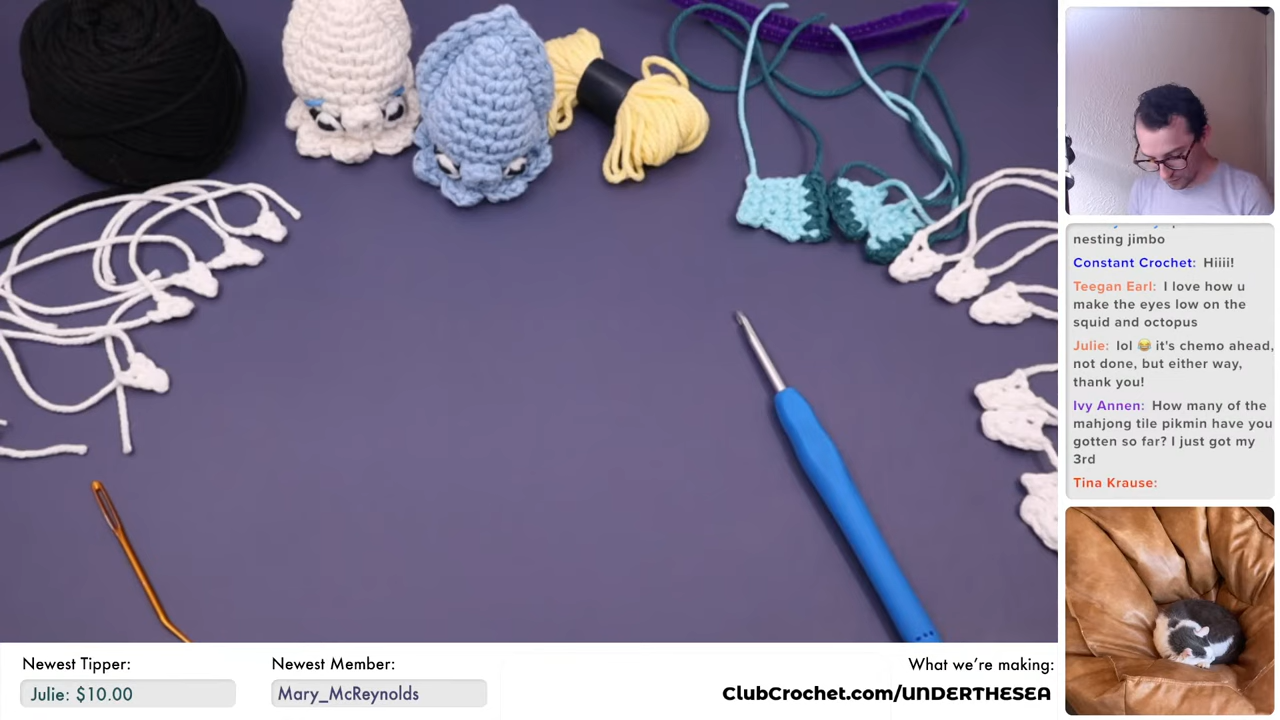 nesting jimbo
Constant Crochet: Hiiii!
Teegan Earl: I love how u
make the eyes low on the
squid and octopus
Julie: lol 😂 it's chemo ahead,
not done, but either way,
thank you!
Ivy Annen: How many of the
mahjong tile pikmin have you
gotten so far? I just got my
3rd
Tina Krause:
Newest Tipper:
Julie: $10.00
Newest Member:
Mary_McReynolds
What we're making:
ClubCrochet.com/UNDERTHESEA